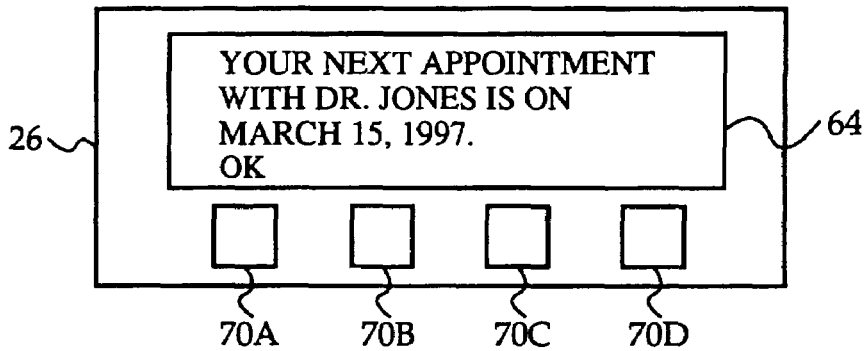 YOUR NEXT APPOINTMENT
WITH DR. JONES IS ON
MARCH 15, 1997.
OK
26
64
70A 70B 70C 70D